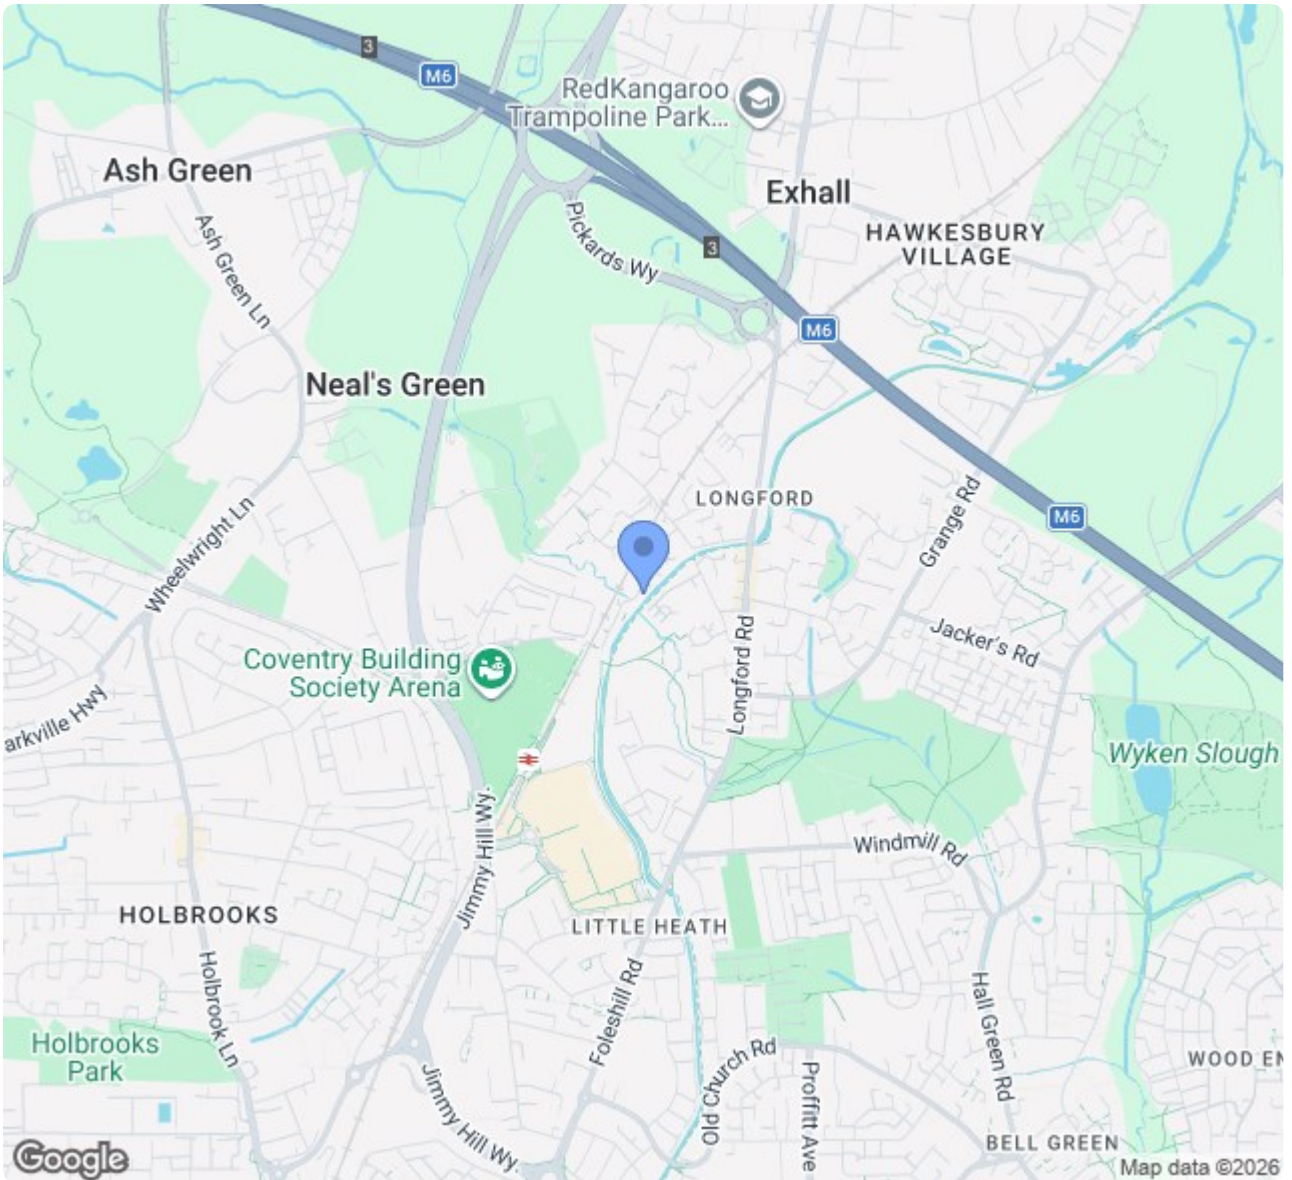 3
M6
RedKangaroo
Trampoline Park...
Ash Green
Exhall
Ash Green Ln
Pickards Wy
3
HAWKESBURY
VILLAGE
M6
Neal's Green
LONGFORD
Grange Rd
M6
Wheelwright Ln
Jacker's Rd
Longford Rd
Coventry Building
Society Arena
arkville Hwy
Wyken Slough
Jimmy Hill Wy.
Windmill Rd
HOLBROOKS
LITTLE HEATH
Holbrook Ln
Foleshill Rd
Hall Green Rd
Holbrooks
Park
Old Church Rd
WOOD EN
Proffitt Ave
Jimmy Hill Wy.
BELL GREEN
Google
Map data ©2026